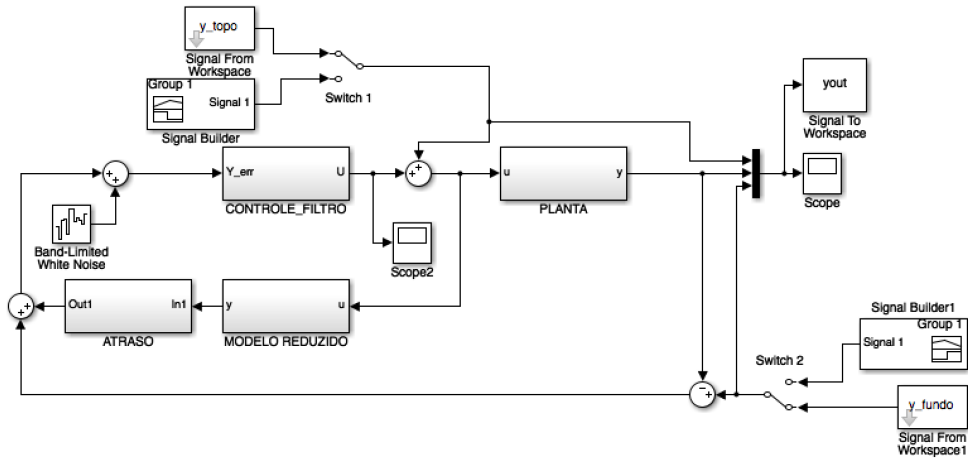 y_topo
Signal From
Workspace
Group 1
Signal 1
Signal Builder
Switch 1
yout
Signal To
Workspace
Scope
Y_err
U
CONTROLE_FILTRO
u
y
PLANTA
Band-Limited
White Noise
Scope2
Out1
In1
ATRASO
y
u
MODELO REDUZIDO
Signal Builder1
Group 1
Signal 1
Switch 2
y_fundo
Signal From
Workspace1